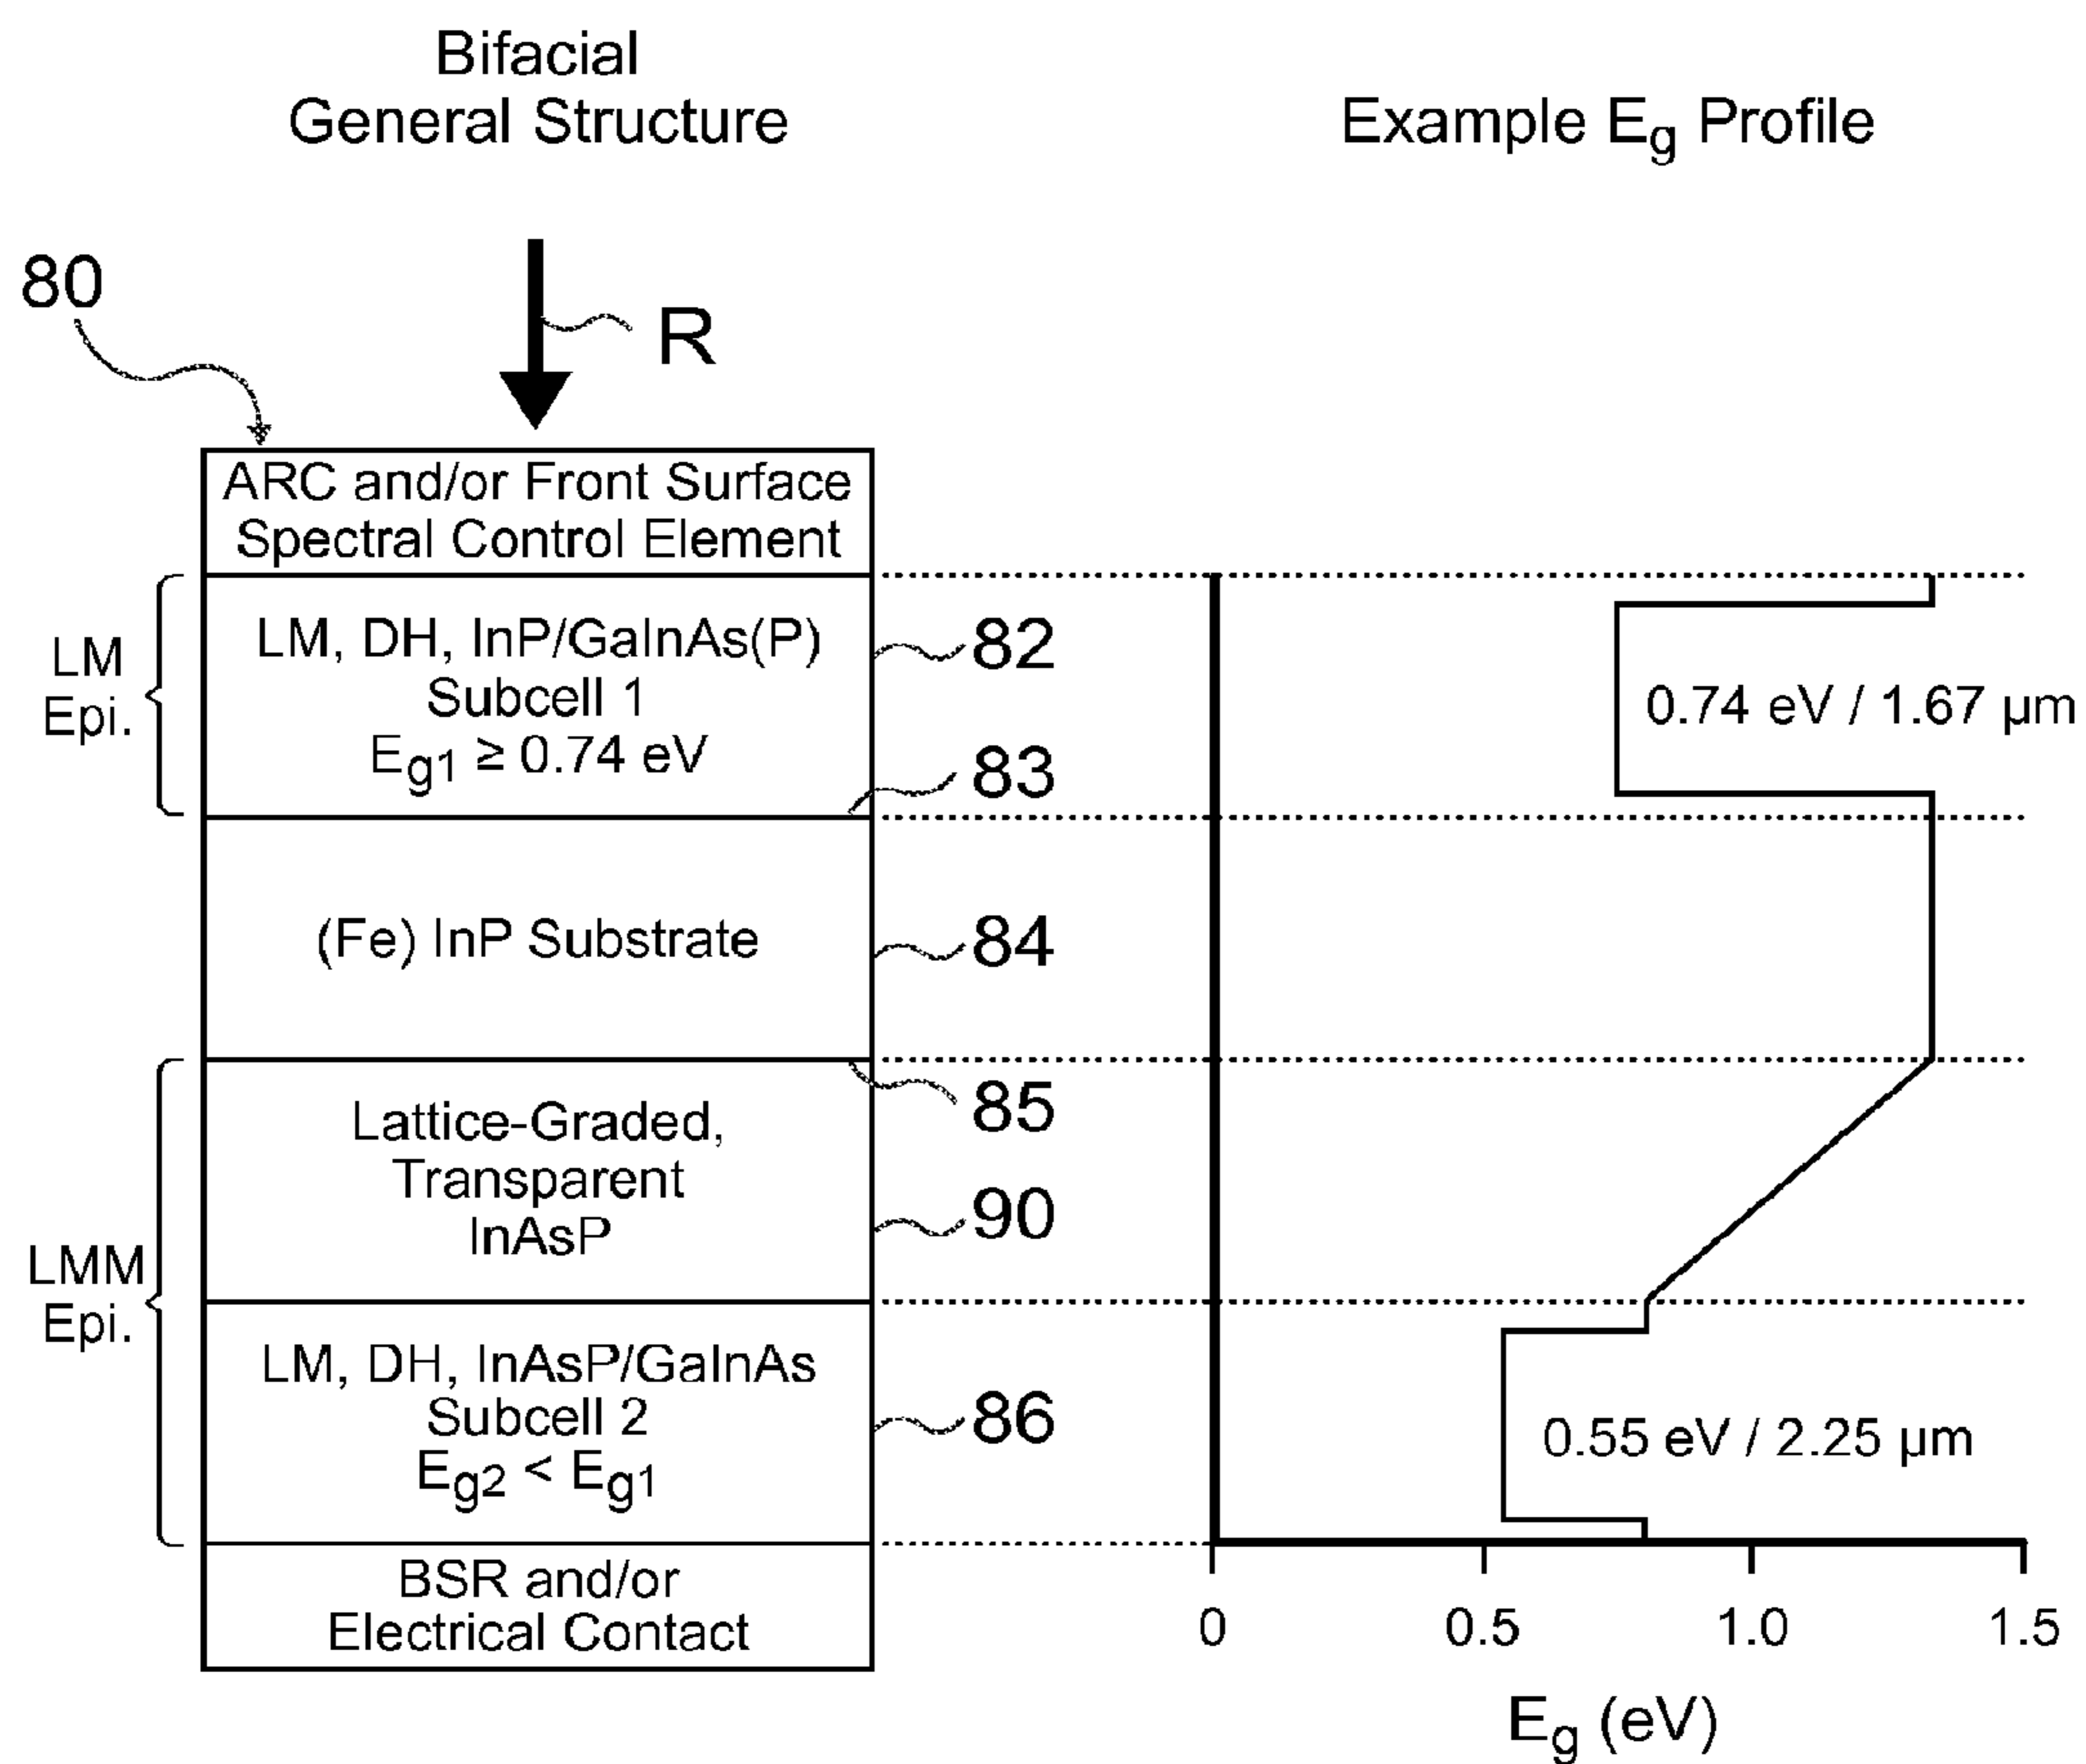 Bifacial
General Structure
Example Eg Profile
80
R
ARC and/or Front Surface
Spectral Control Element
LM
Epi.
LM, DH, InP/GaInAs(P)
Subcell 1
Eg1 ≥ 0.74 eV
82
83
0.74 eV / 1.67 µm
(Fe) InP Substrate
84
LMM
Epi.
Lattice-Graded,
Transparent
InAsP
85
90
LM, DH, InAsP/GaInAs
Subcell 2
Eg2 < Eg1
86
0.55 eV / 2.25 µm
BSR and/or
Electrical Contact
0 0.5 1.0 1.5
Eg (eV)